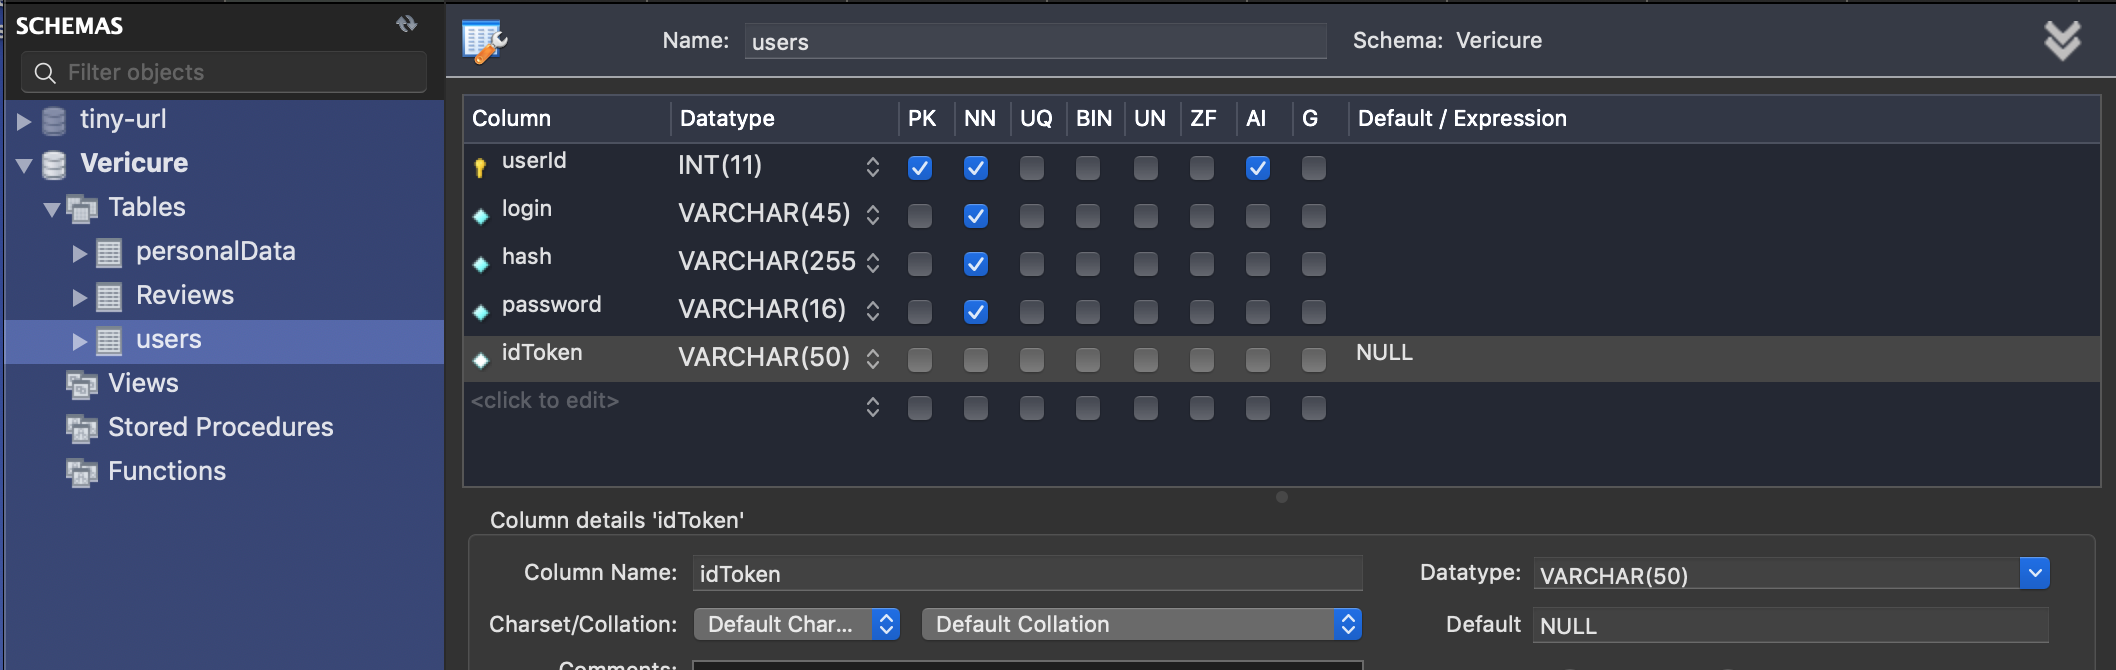 SCHEMAS
Filter objects
tiny-url
Vericure
Tables
personalData
Reviews
users
Views
Stored Procedures
Functions
Name: users Schema: Vericure
Column Datatype PK NN UQ BIN UN ZF AI G Default / Expression
userId INT(11)
login VARCHAR(45)
hash VARCHAR(255
password VARCHAR(16)
idToken VARCHAR(50) NULL
<click to edit>
Column details 'idToken'
Column Name: idToken Datatype: VARCHAR(50)
Charset/Collation: Default Char... Default Collation Default NULL
Comments: